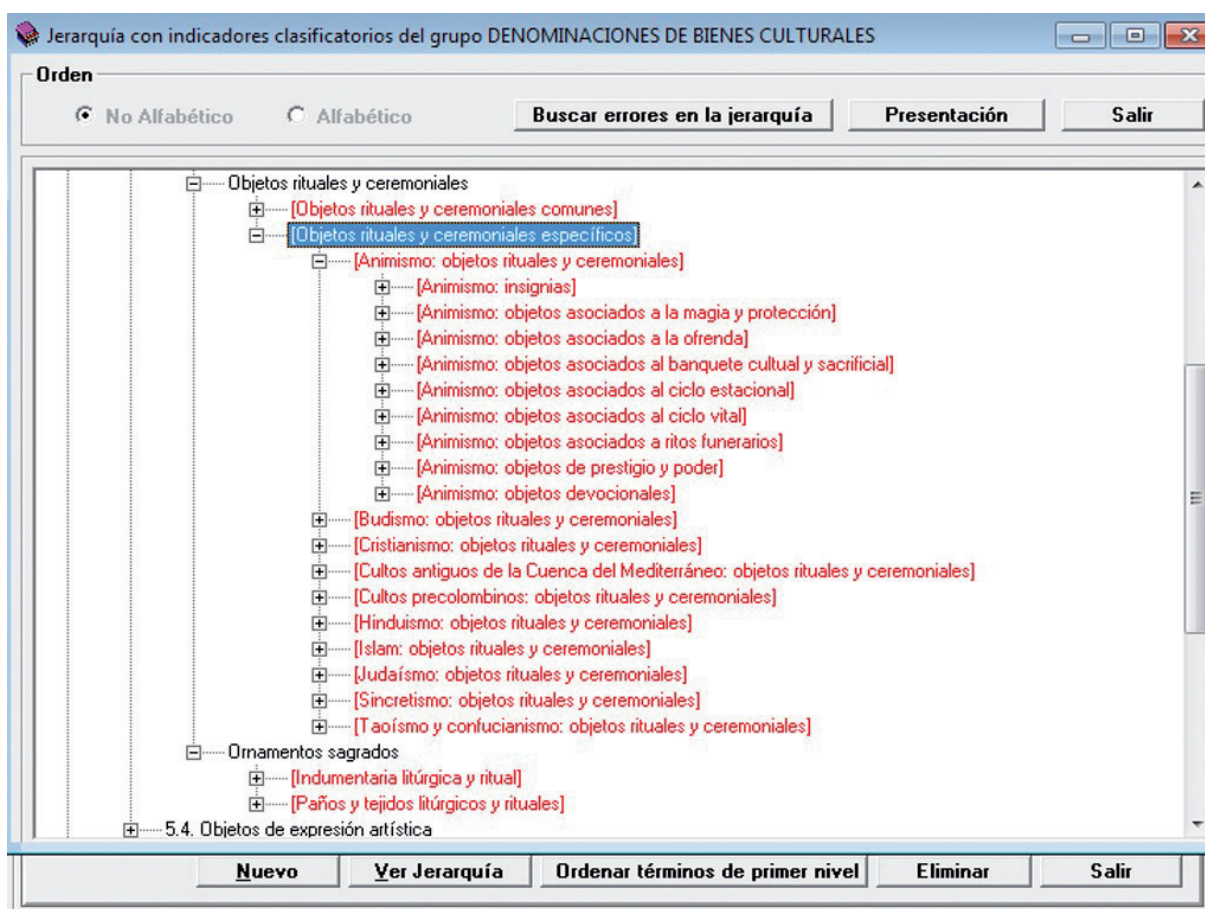 Jerarquía con indicadores clasificatorios del grupo DENOMINACIONES DE BIENES CULTURALES
Orden
No Alfabético Alfabético Buscar errores en la jerarquía Presentación Salir
Objetos rituales y ceremoniales
[Objetos rituales y ceremoniales comunes]
[Objetos rituales y ceremoniales específicos]
[Animismo: objetos rituales y ceremoniales]
[Animismo: insignias]
[Animismo: objetos asociados a la magia y protección]
[Animismo: objetos asociados a la ofrenda]
[Animismo: objetos asociados al banquete cultual y sacrificial]
[Animismo: objetos asociados al ciclo estacional]
[Animismo: objetos asociados al ciclo vital]
[Animismo: objetos asociados a ritos funerarios]
[Animismo: objetos de prestigio y poder]
[Animismo: objetos devocionales]
[Budismo: objetos rituales y ceremoniales]
[Cristianismo: objetos rituales y ceremoniales]
[Cultos antiguos de la Cuenca del Mediterráneo: objetos rituales y ceremoniales]
[Cultos precolombinos: objetos rituales y ceremoniales]
[Hinduismo: objetos rituales y ceremoniales]
[Islam: objetos rituales y ceremoniales]
[Judaísmo: objetos rituales y ceremoniales]
[Sincretismo: objetos rituales y ceremoniales]
[Taoísmo y confucianismo: objetos rituales y ceremoniales]
Ornamentos sagrados
[Indumentaria litúrgica y ritual]
[Paños y tejidos litúrgicos y rituales]
5.4. Objetos de expresión artística
Nuevo Ver Jerarquía Ordenar términos de primer nivel Eliminar Salir